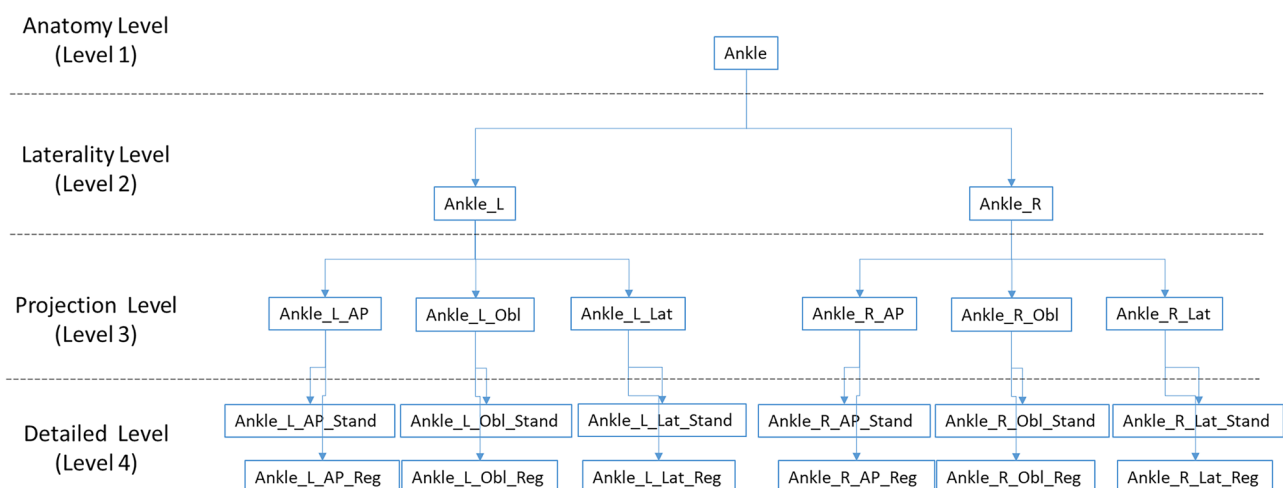 Anatomy Level
(Level 1)
Ankle
Laterality Level
(Level 2)
Ankle_L
Ankle_R
Projection Level
(Level 3)
Ankle_L_AP
Ankle_L_Obl
Ankle_L_Lat
Ankle_R_AP
Ankle_R_Obl
Ankle_R_Lat
Detailed Level
(Level 4)
Ankle_L_AP_Stand
Ankle_L_Obl_Stand
Ankle_L_Lat_Stand
Ankle_R_AP_Stand
Ankle_R_Obl_Stand
Ankle_R_Lat_Stand
Ankle_L_AP_Reg
Ankle_L_Obl_Reg
Ankle_L_Lat_Reg
Ankle_R_AP_Reg
Ankle_R_Obl_Reg
Ankle_R_Lat_Reg